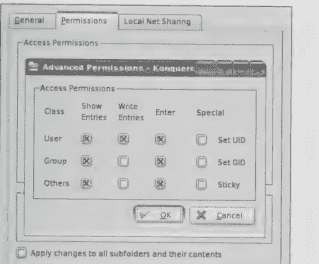 General Permissions Local Net Sharing
Access Permissions
Advanced Permissions - Konqueror
Access Permissions
Class Show Entries Write Entries Enter Special
User Set UID
Group Set GID
Others Sticky
OK Cancel
Apply changes to all subfolders and their contents